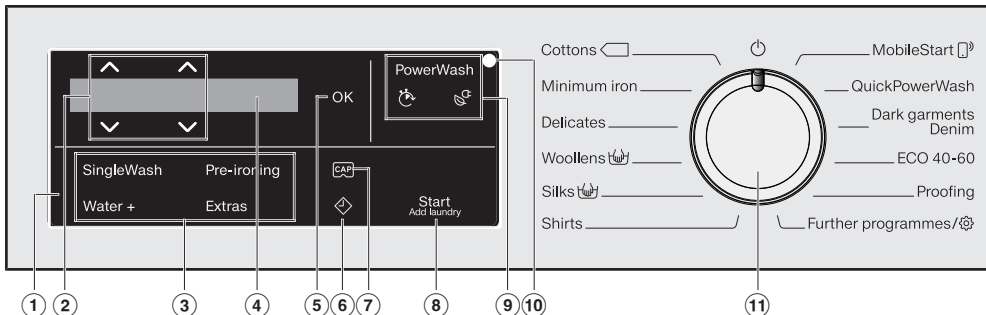 PowerWash
OK
SingleWash Pre-ironing
CAP
Water + Extras
Start
Add laundry
Cottons
Minimum iron
Delicates
Woollens
Silks
Shirts
MobileStart
QuickPowerWash
Dark garments
Denim
ECO 40-60
Proofing
Further programmes/
1 2 3 4 5 6 7 8 9 10 11